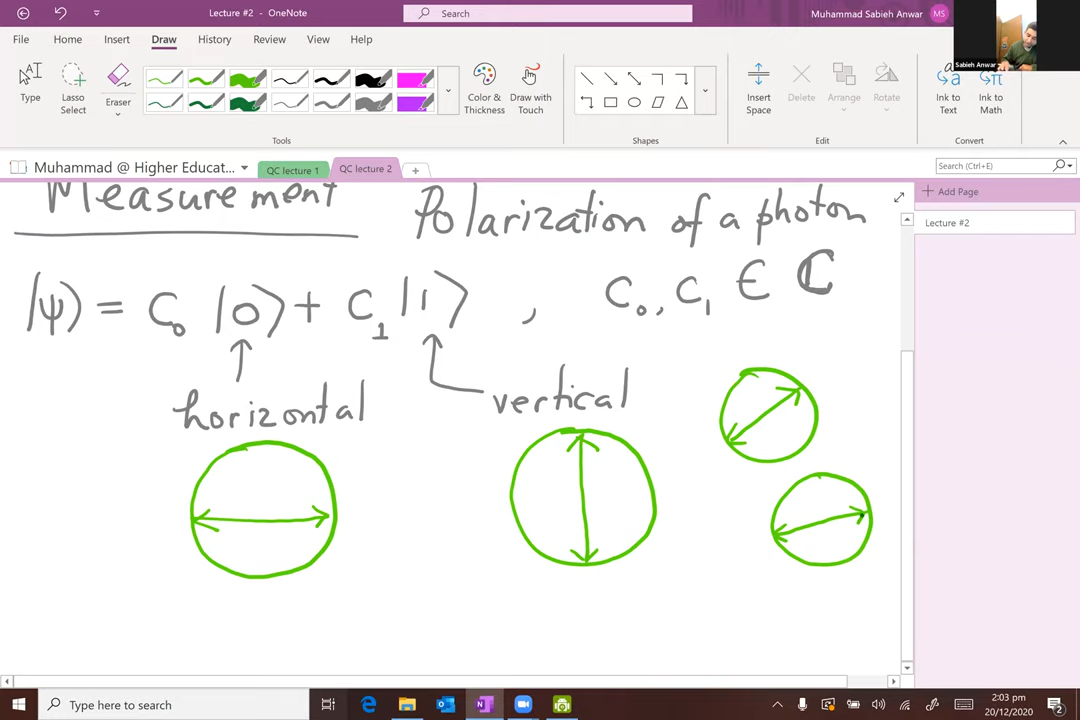 Lecture #2 - OneNote
Search
Muhammad Sabieh Anwar
MS
Sabieh Anwar
File Home Insert Draw History Review View Help
Type
Lasso Select
Eraser
Color & Thickness
Draw with Touch
Insert Space
Delete
Arrange
Rotate
Ink to Text
Ink to Math
Tools
Shapes
Edit
Convert
Muhammad @ Higher Educat...
QC lecture 1
QC lecture 2
Search (Ctrl+E)
Add Page
Lecture #2
Measurement
Polarization of a photon
|ψ⟩ = C₀ |0⟩ + C₁ |1⟩ , C₀, C₁ ∈ ℂ
horizontal
vertical
Type here to search
2:03 pm
20/12/2020
2